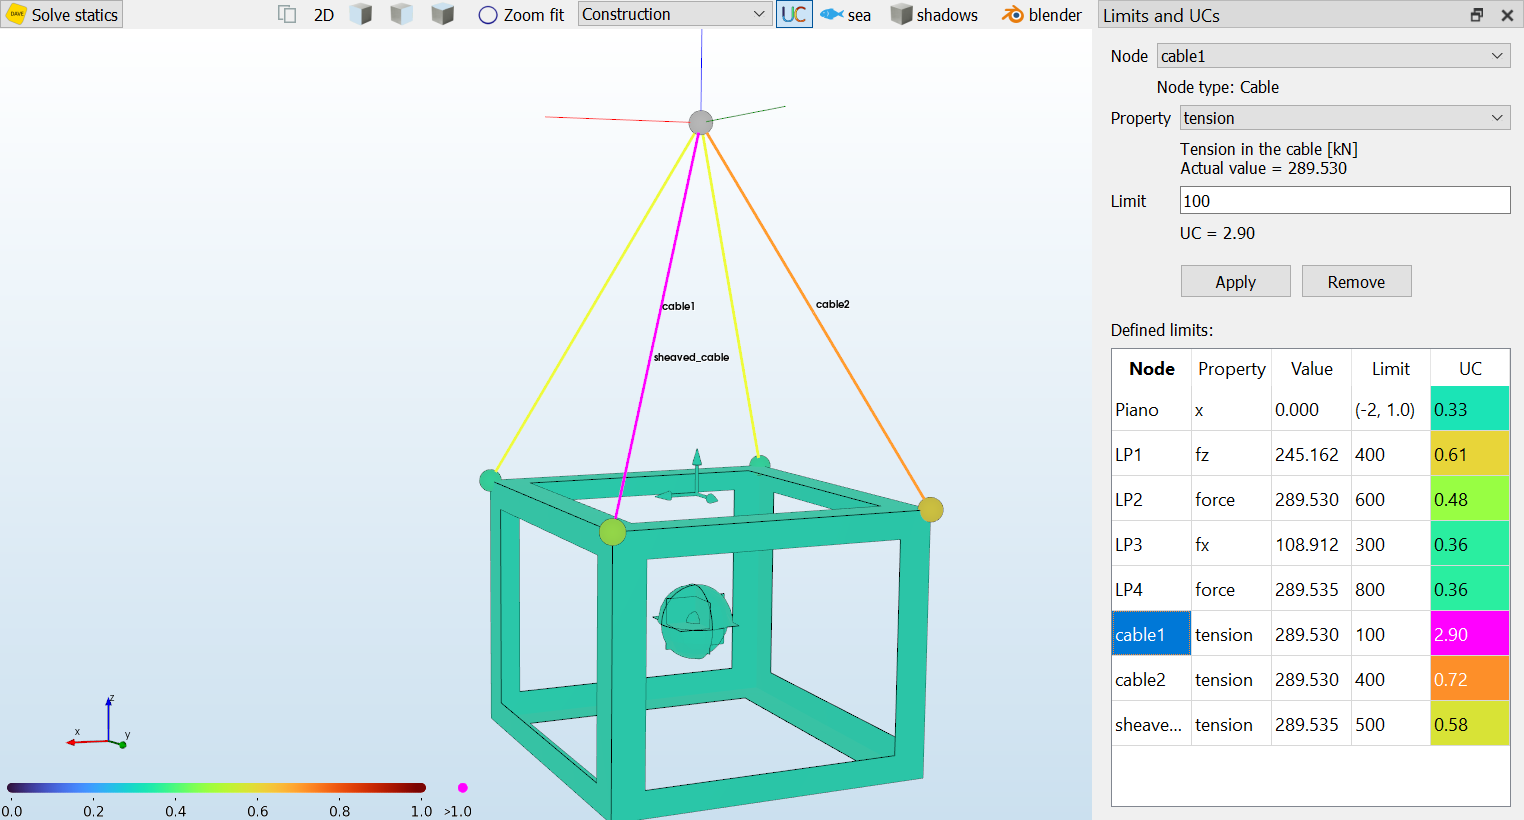 DAVE Solve statics 2D Zoom fit Construction UC sea shadows blender
Limits and UCs
Node cable1
Node type: Cable
Property tension
Tension in the cable [kN]
Actual value = 289.530
Limit 100
UC = 2.90
Apply Remove
Defined limits:
Node Property Value Limit UC
Piano x 0.000 (-2, 1.0) 0.33
LP1 fz 245.162 400 0.61
LP2 force 289.530 600 0.48
LP3 fx 108.912 300 0.36
LP4 force 289.535 800 0.36
cable1 tension 289.530 100 2.90
cable2 tension 289.530 400 0.72
sheave... tension 289.535 500 0.58
cable1
cable2
sheaved_cable
z
x
y
0.0 0.2 0.4 0.6 0.8 1.0 >1.0